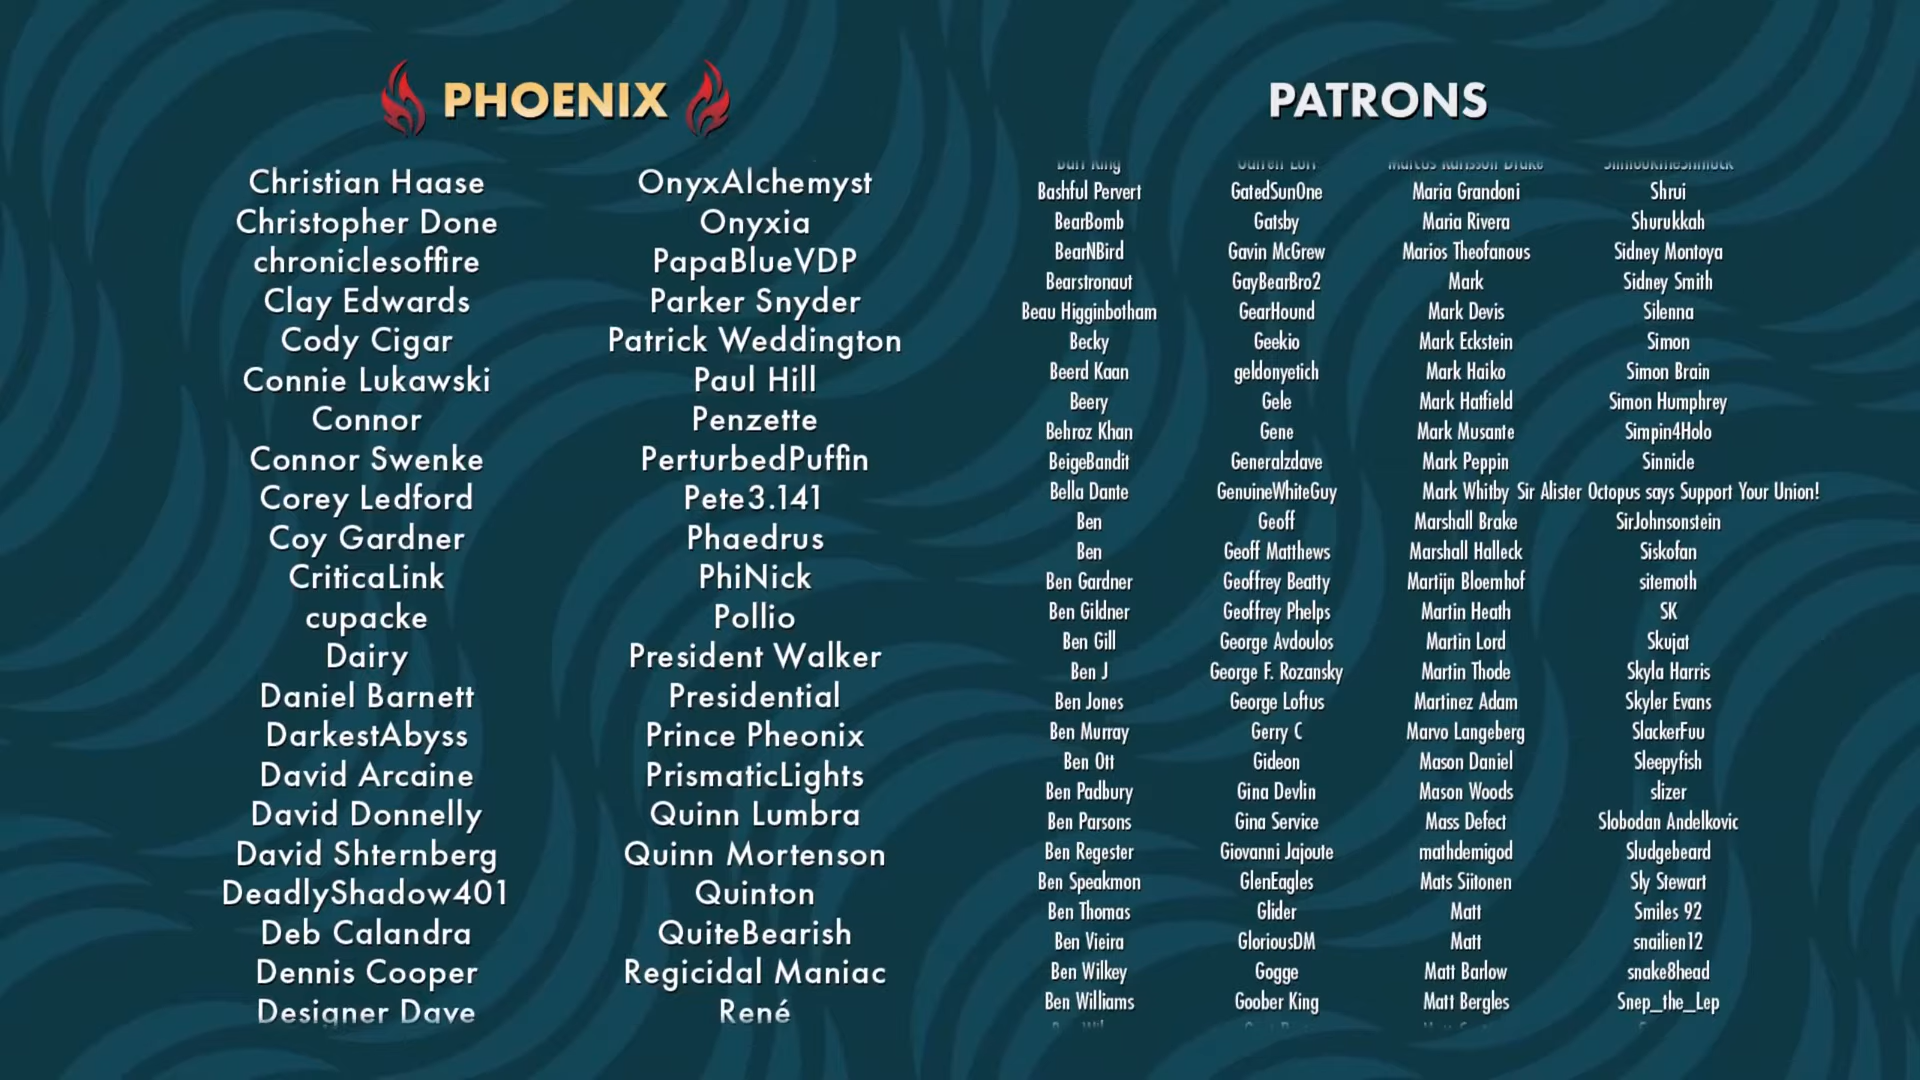 PHOENIX
Christian Haase
Christopher Done
chroniclesoffire
Clay Edwards
Cody Cigar
Connie Lukawski
Connor
Connor Swenke
Corey Ledford
Coy Gardner
CriticaLink
cupacke
Dairy
Daniel Barnett
DarkestAbyss
David Arcaine
David Donnelly
David Shternberg
DeadlyShadow401
Deb Calandra
Dennis Cooper
Designer Dave
OnyxAlchemyst
Onyxia
PapaBlueVDP
Parker Snyder
Patrick Weddington
Paul Hill
Penzette
PerturbedPuffin
Pete3.141
Phaedrus
PhiNick
Pollio
President Walker
Presidential
Prince Pheonix
PrismaticLights
Quinn Lumbra
Quinn Mortenson
Quinton
QuiteBearish
Regicidal Maniac
René
PATRONS
Bashful Pervert
BearBomb
BearNBird
Bearstronaut
Beau Higginbotham
Becky
Beerd Kaan
Beery
Behroz Khan
BeigeBandit
Bella Dante
Ben
Ben
Ben Gardner
Ben Gildner
Ben Gill
Ben J
Ben Jones
Ben Murray
Ben Ott
Ben Padbury
Ben Parsons
Ben Regester
Ben Speakmon
Ben Thomas
Ben Vieira
Ben Wilkey
Ben Williams
GatedSunOne
Gatsby
Gavin McGrew
GayBearBro2
GearHound
Geekio
geldonyetich
Gele
Gene
Generalzdave
GenuineWhiteGuy
Geoff
Geoff Matthews
Geoffrey Beatty
Geoffrey Phelps
George Avdoulos
George F. Rozansky
George Loftus
Gerry C
Gideon
Gina Devlin
Gina Service
Giovanni Jajoute
GlenEagles
Glider
GloriousDM
Gogge
Goober King
Maria Grandoni
Maria Rivera
Marios Theofanous
Mark
Mark Devis
Mark Eckstein
Mark Haiko
Mark Hatfield
Mark Musante
Mark Peppin
Mark Whitby
Marshall Brake
Marshall Halleck
Martijn Bloemhof
Martin Heath
Martin Lord
Martin Thode
Martinez Adam
Marvo Langeberg
Mason Daniel
Mason Woods
Mass Defect
mathdemigod
Mats Siitonen
Matt
Matt
Matt Barlow
Matt Bergles
Shrui
Shurukkah
Sidney Montoya
Sidney Smith
Silenna
Simon
Simon Brain
Simon Humphrey
Simpin4Holo
Sinnicle
Sir Alister Octopus says Support Your Union!
SirJohnsonstein
Siskofan
sitemoth
SK
Skujat
Skyla Harris
Skyler Evans
SlackerFuu
Sleepyfish
slizer
Slobodan Andelkovic
Sludgebeard
Sly Stewart
Smiles 92
snailien12
snake8head
Snep_the_Lep